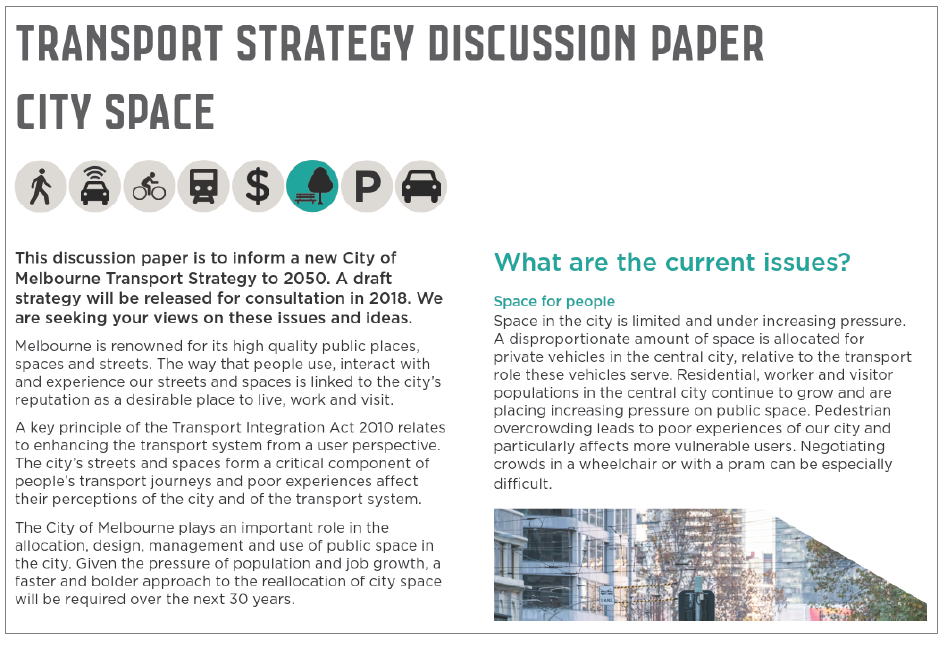 TRANSPORT STRATEGY DISCUSSION PAPER
CITY SPACE
$
P
This discussion paper is to inform a new City of
Melbourne Transport Strategy to 2050. A draft
strategy will be released for consultation in 2018. We
are seeking your views on these issues and ideas.
Melbourne is renowned for its high quality public places,
spaces and streets. The way that people use, interact with
and experience our streets and spaces is linked to the city's
reputation as a desirable place to live, work and visit.
A key principle of the Transport Integration Act 2010 relates
to enhancing the transport system from a user perspective.
The city's streets and spaces form a critical component of
people's transport journeys and poor experiences affect
their perceptions of the city and of the transport system.
The City of Melbourne plays an important role in the
allocation, design, management and use of public space in
the city. Given the pressure of population and job growth, a
faster and bolder approach to the reallocation of city space
will be required over the next 30 years.
What are the current issues?
Space for people
Space in the city is limited and under increasing pressure.
A disproportionate amount of space is allocated for
private vehicles in the central city, relative to the transport
role these vehicles serve. Residential, worker and visitor
populations in the central city continue to grow and are
placing increasing pressure on public space. Pedestrian
overcrowding leads to poor experiences of our city and
particularly affects more vulnerable users. Negotiating
crowds in a wheelchair or with a pram can be especially
difficult.